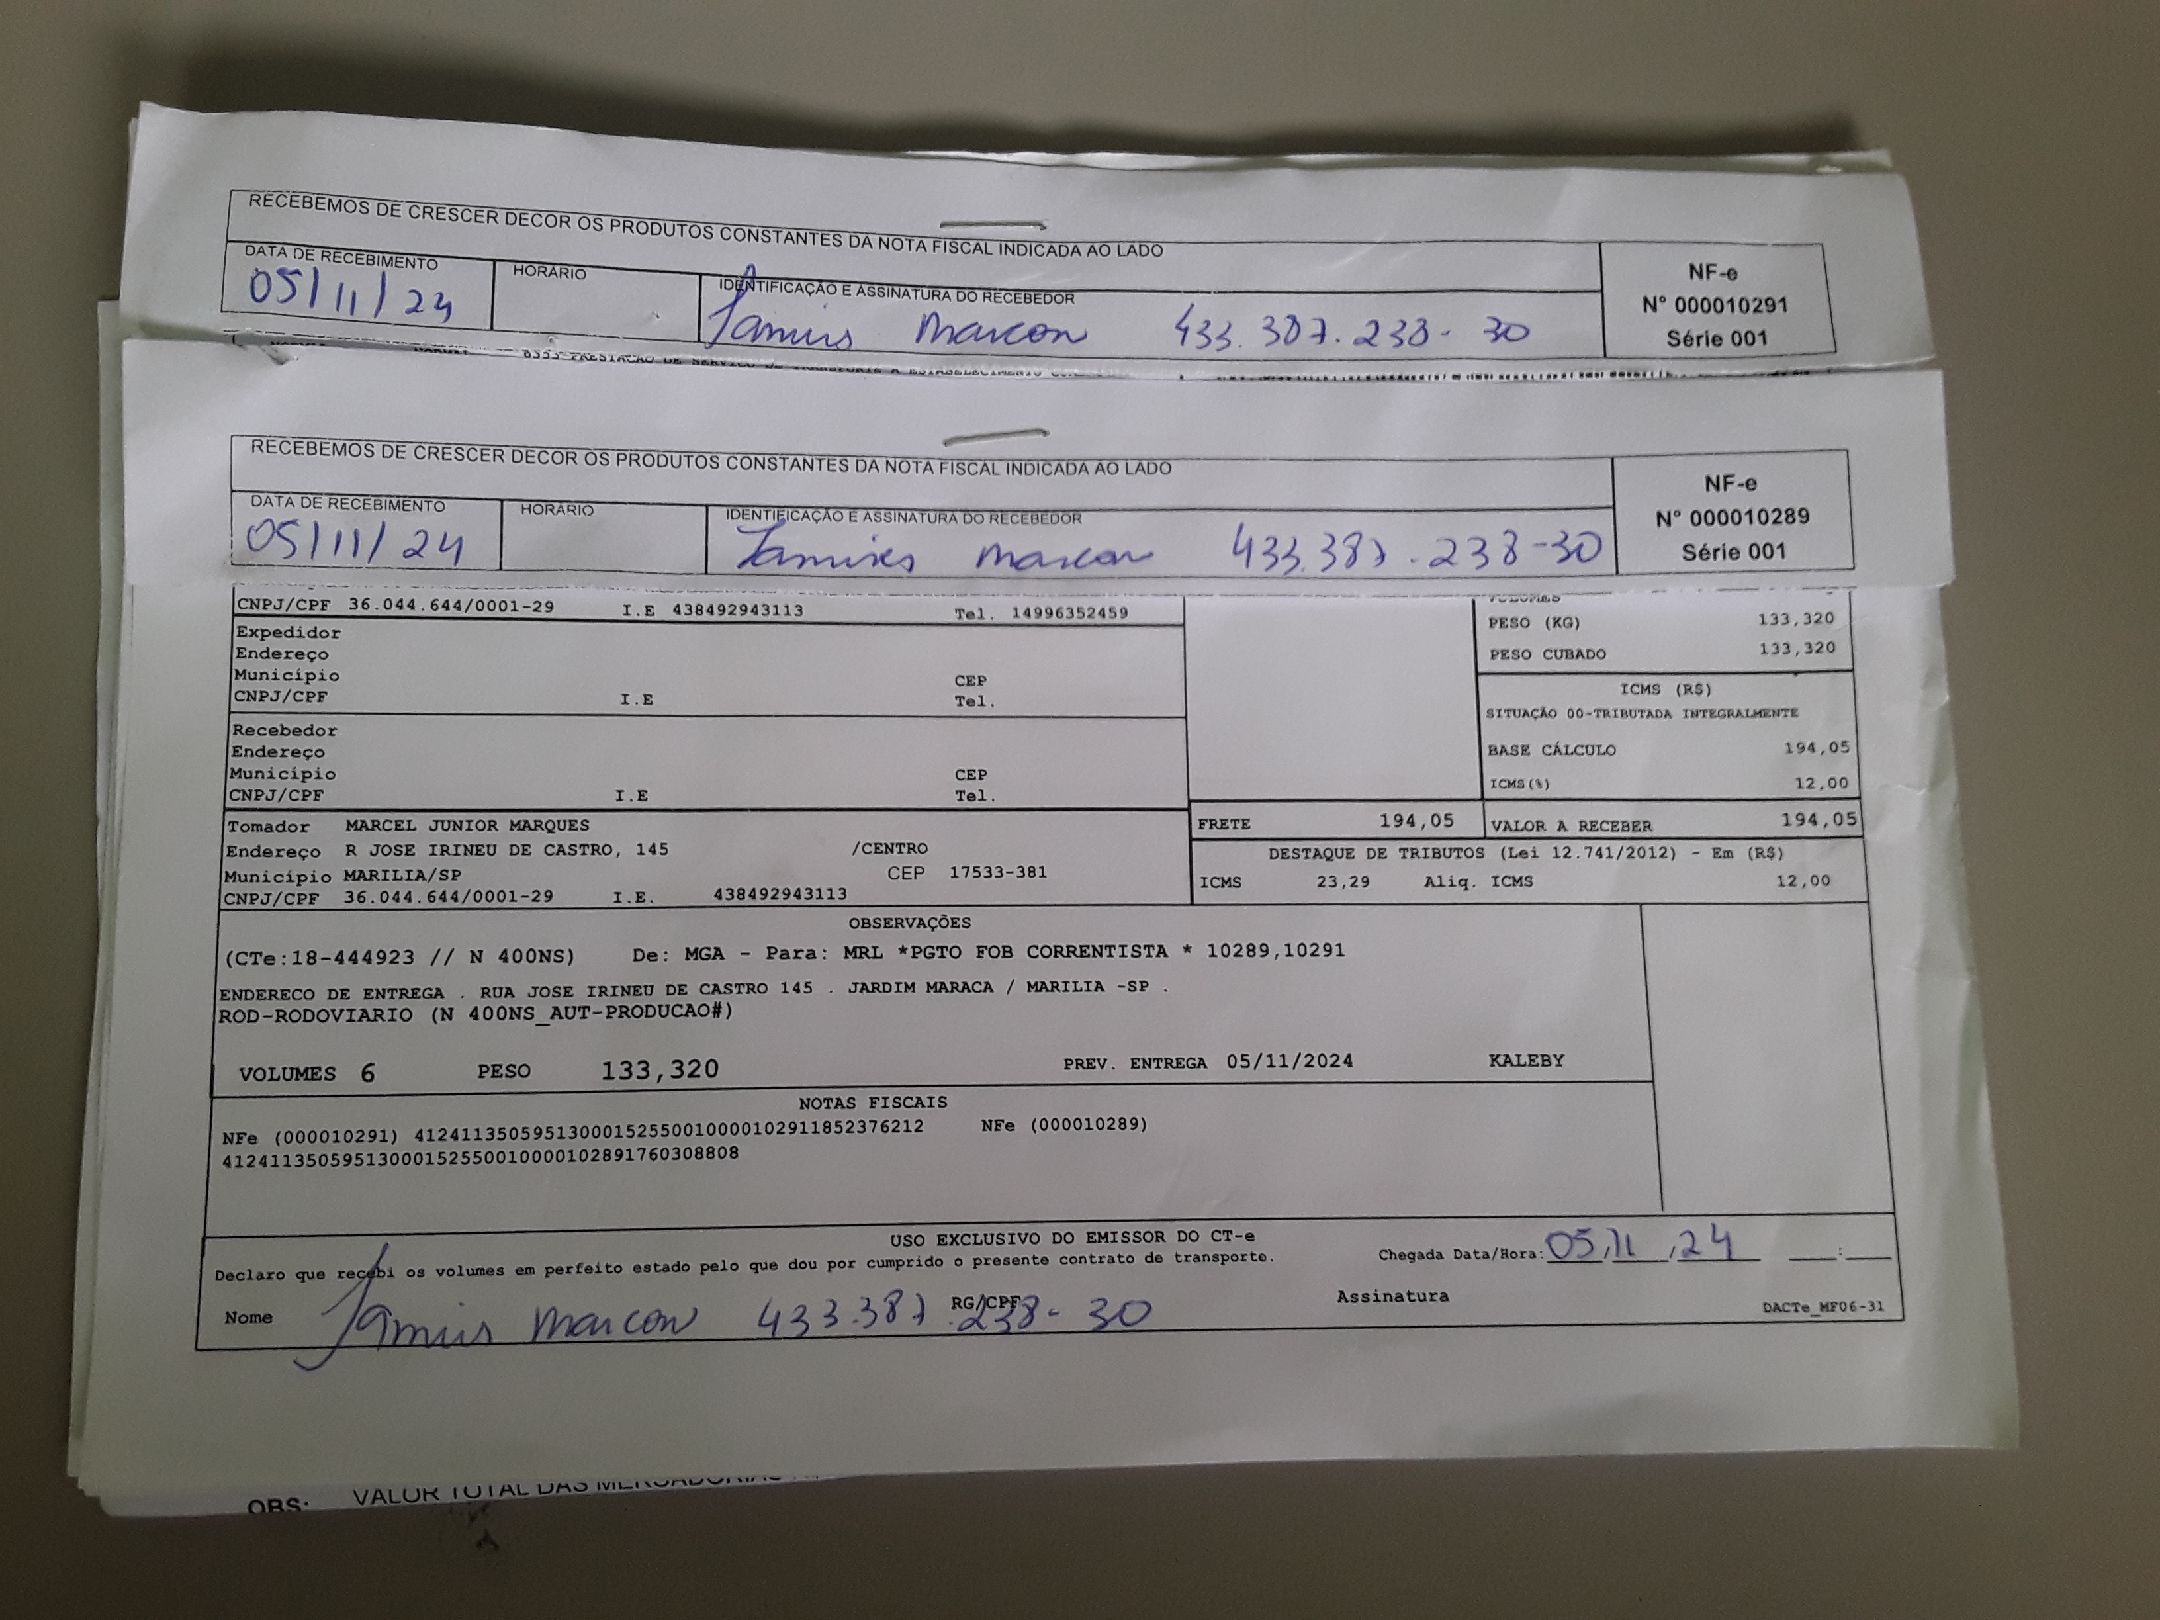 RECEBEMOS DE CRESCER DECOR OS PRODUTOS CONSTANTES DA NOTA FISCAL INDICADA AO LADO
DATA DE RECEBIMENTO HORÁRIO IDENTIFICAÇÃO E ASSINATURA DO RECEBEDOR
05/11/24 Marcon 433.387.238-30
NF-e
Nº 000010291
Série 001
RECEBEMOS DE CRESCER DECOR OS PRODUTOS CONSTANTES DA NOTA FISCAL INDICADA AO LADO
DATA DE RECEBIMENTO HORÁRIO IDENTIFICAÇÃO E ASSINATURA DO RECEBEDOR
05/11/24 Tamires Marcon 433.387.238-30
NF-e
Nº 000010289
Série 001
CNPJ/CPF 36.044.644/0001-29 I.E 438492943113 Tel. 14996352459
Expedidor
Endereço
Município CEP
CNPJ/CPF I.E Tel.
Recebedor
Endereço
Município CEP
CNPJ/CPF I.E Tel.
Tomador MARCEL JUNIOR MARQUES
Endereço R JOSE IRINEU DE CASTRO, 145 /CENTRO
Município MARILIA/SP CEP 17533-381
CNPJ/CPF 36.044.644/0001-29 I.E. 438492943113
VOLUMES
PESO (KG) 133,320
PESO CUBADO 133,320
ICMS (R$)
SITUAÇÃO 00-TRIBUTADA INTEGRALMENTE
BASE CÁLCULO 194,05
ICMS(%) 12,00
FRETE 194,05 VALOR A RECEBER 194,05
DESTAQUE DE TRIBUTOS (Lei 12.741/2012) - Em (R$)
ICMS 23,29 Aliq. ICMS 12,00
OBSERVAÇÕES
(CTe:18-444923 // N 400NS) De: MGA - Para: MRL *PGTO FOB CORRENTISTA * 10289,10291
ENDERECO DE ENTREGA . RUA JOSE IRINEU DE CASTRO 145 . JARDIM MARACA / MARILIA -SP .
ROD-RODOVIARIO (N 400NS_AUT-PRODUCAO#)
VOLUMES 6 PESO 133,320 PREV. ENTREGA 05/11/2024 KALEBY
NOTAS FISCAIS
NFe (000010291) 41241135059513000152550010000102911852376212 NFe (000010289)
41241135059513000152550010000102891760308808
USO EXCLUSIVO DO EMISSOR DO CT-e
Declaro que recebi os volumes em perfeito estado pelo que dou por cumprido o presente contrato de transporte. Chegada Data/Hora: 05/11/24 __:__
Nome Marcon RG/CPF 433.387.238-30 Assinatura DACTe_MF06-31
OBS: VALOR TOTAL DAS MERCADORIAS